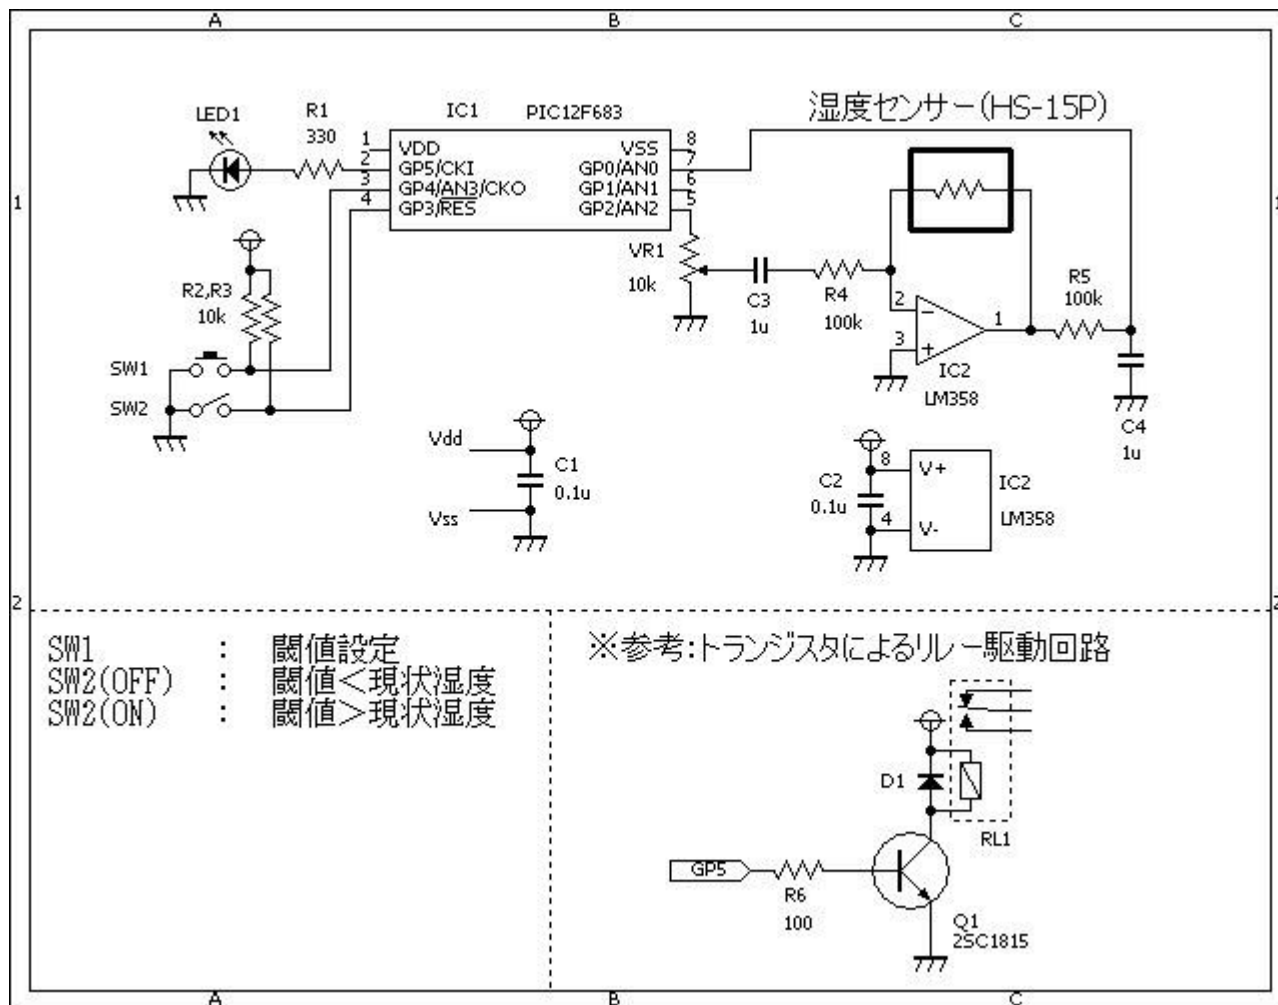 A B C
LED1 R1 IC1 PIC12F683 湿度センサー(HS-15P)
330
1 VDD VSS 8
2 GP5/CKI GP0/AN0 7
3 GP4/AN3/CKO GP1/AN1 6
4 GP3/RES GP2/AN2 5
1 1
VR1
10k
R2,R3
10k
C3
1u
R4
100k
2 −
3 +
1
IC2
LM358
R5
100k
SW1
SW2
C4
1u
Vdd
C1
0.1u
Vss
C2
0.1u
8 V+
4 V-
IC2
LM358
2 2
SW1 : 閾値設定
SW2(OFF) : 閾値<現状湿度
SW2(ON) : 閾値>現状湿度
※参考:トランジスタによるリレー駆動回路
D1
RL1
GP5
R6
100
Q1
2SC1815
A B C